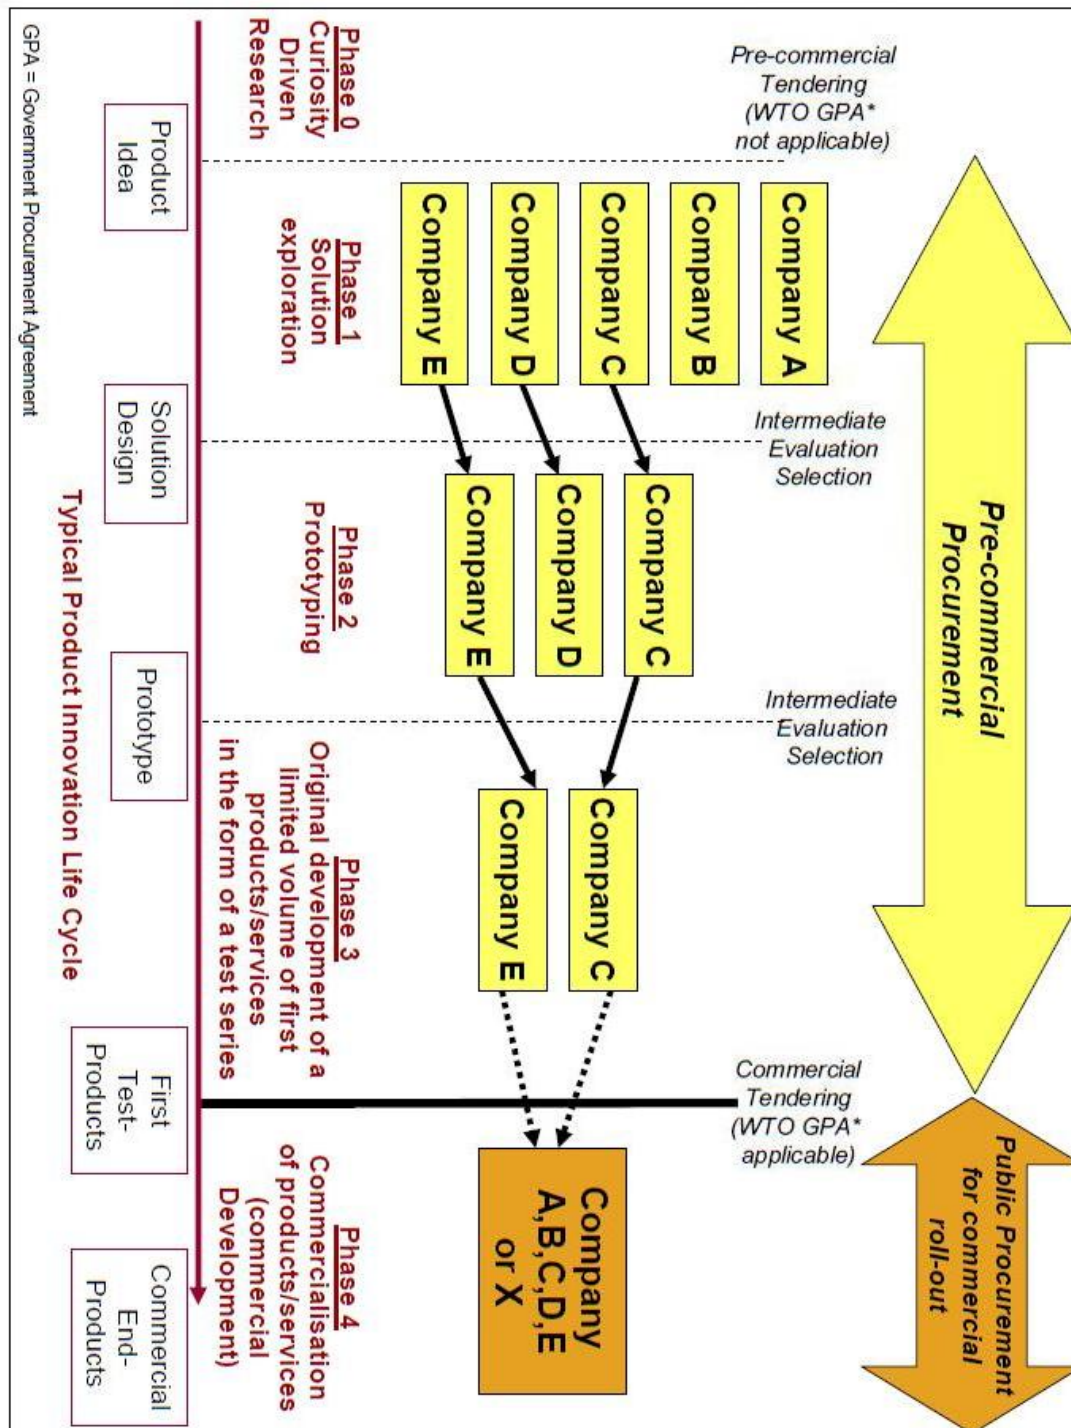 Pre-commercial
Procurement
Public Procurement
for commercial
roll-out
Pre-commercial
Tendering
(WTO GPA*
not applicable)
Intermediate
Evaluation
Selection
Intermediate
Evaluation
Selection
Commercial
Tendering
(WTO GPA*
applicable)
Company A
Company B
Company C
Company D
Company E
Company C
Company D
Company E
Company C
Company E
Company
A,B,C,D,E
or X
Phase 0
Curiosity
Driven
Research
Phase 1
Solution
exploration
Phase 2
Prototyping
Phase 3
Original development of a
limited volume of first
products/services
in the form of a test series
Phase 4
Commercialisation
of products/services
(commercial
Development)
Product
Idea
Solution
Design
Prototype
First
Test-
Products
Commercial
End-
Products
Typical Product Innovation Life Cycle
GPA = Government Procurement Agreement